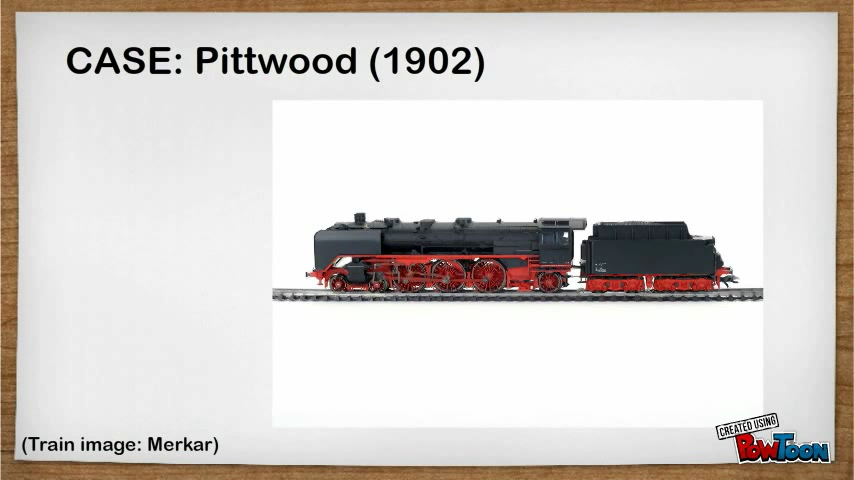 CASE: Pittwood (1902)
(Train image: Merkar)
CREATED USING
POWTOON